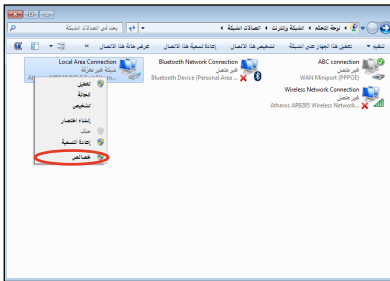 لوحة التحكم ‹ الشبكة وإنترنت ‹ اتصالات الشبكة
بحث في اتصالات الشبكة
تنظيم
تعطيل هذا الجهاز على الشبكة
تشخيص هذا الاتصال
إعادة تسمية هذا الاتصال
عرض حالة هذا الاتصال
»
ABC connection
غير متصل
WAN Miniport (PPPOE)
Bluetooth Network Connection
غير متصل
Bluetooth Device (Personal Area ...
Local Area Connection
شبكة غير معرّفة
Wireless Network Connection
غير متصل
Atheros AR9285 Wireless Network...
تعطيل
الحالة
تشخيص
إنشاء اختصار
حذف
إعادة التسمية
خصائص